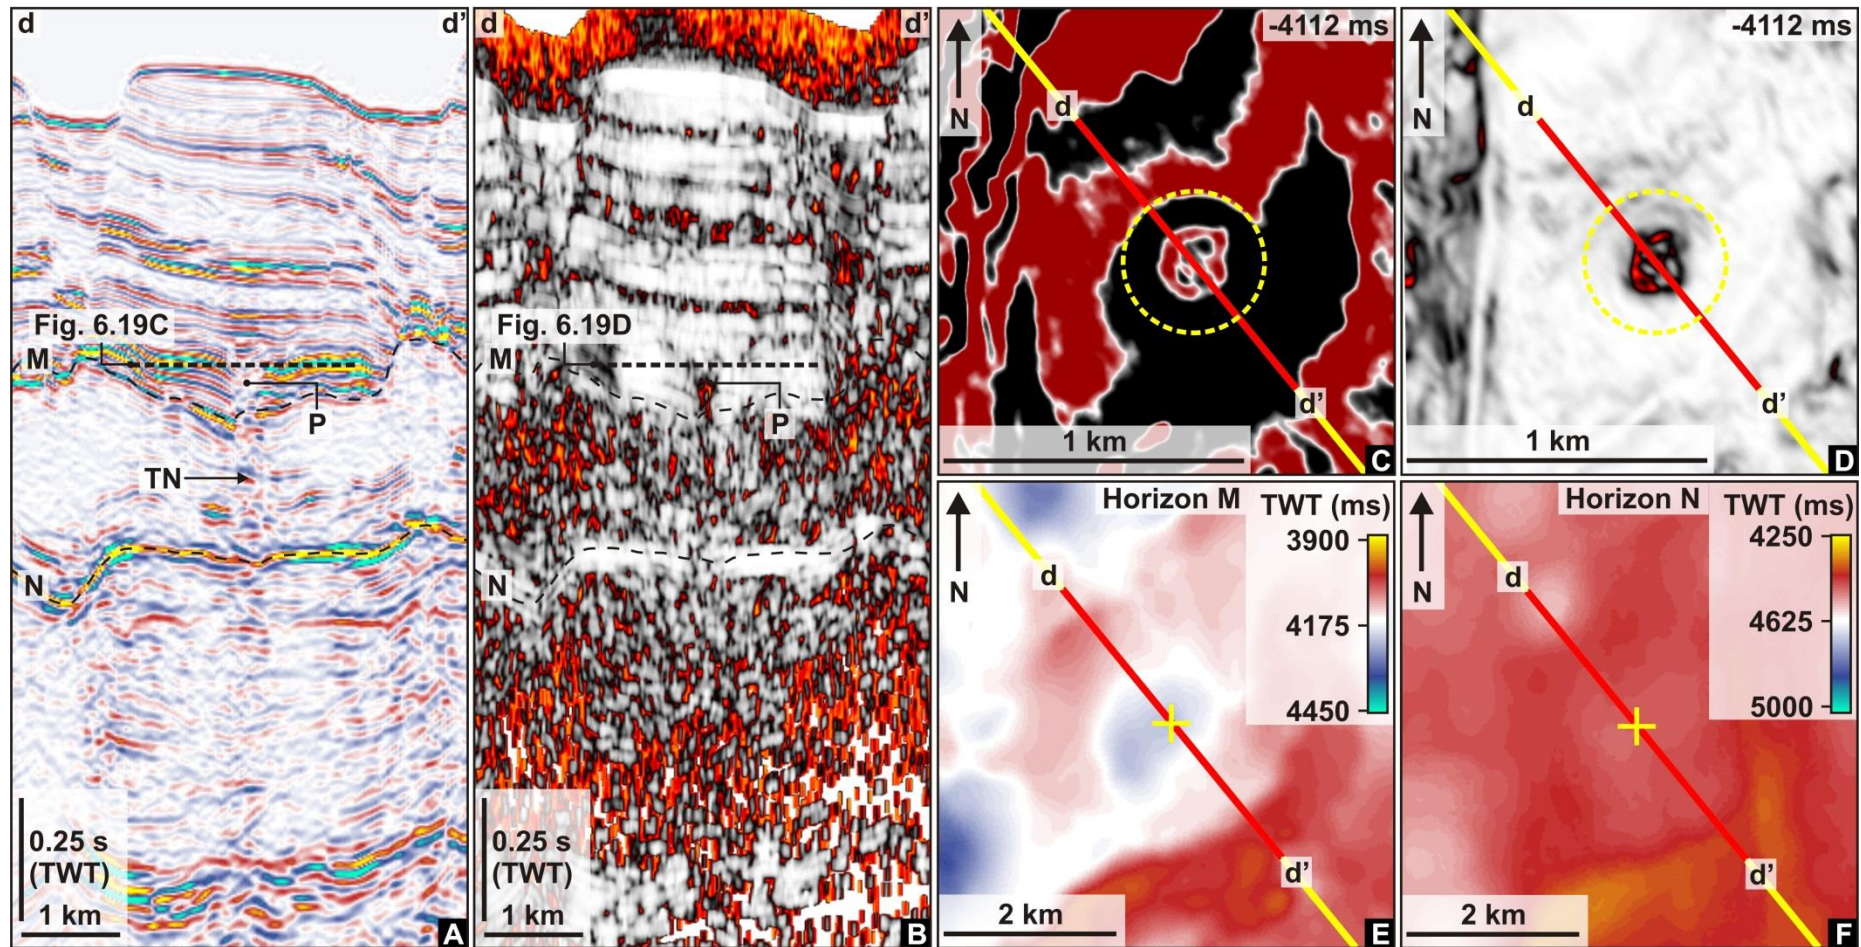 d
d'
Fig. 6.19C
M
P
TN
N
0.25 s
(TWT)
1 km
A
d
d'
Fig. 6.19D
M
P
N
0.25 s
(TWT)
1 km
B
-4112 ms
N
d
d'
1 km
C
-4112 ms
N
d
d'
1 km
D
Horizon M
TWT (ms)
3900
4175
4450
N
d
d'
2 km
E
Horizon N
TWT (ms)
4250
4625
5000
N
d
d'
2 km
F